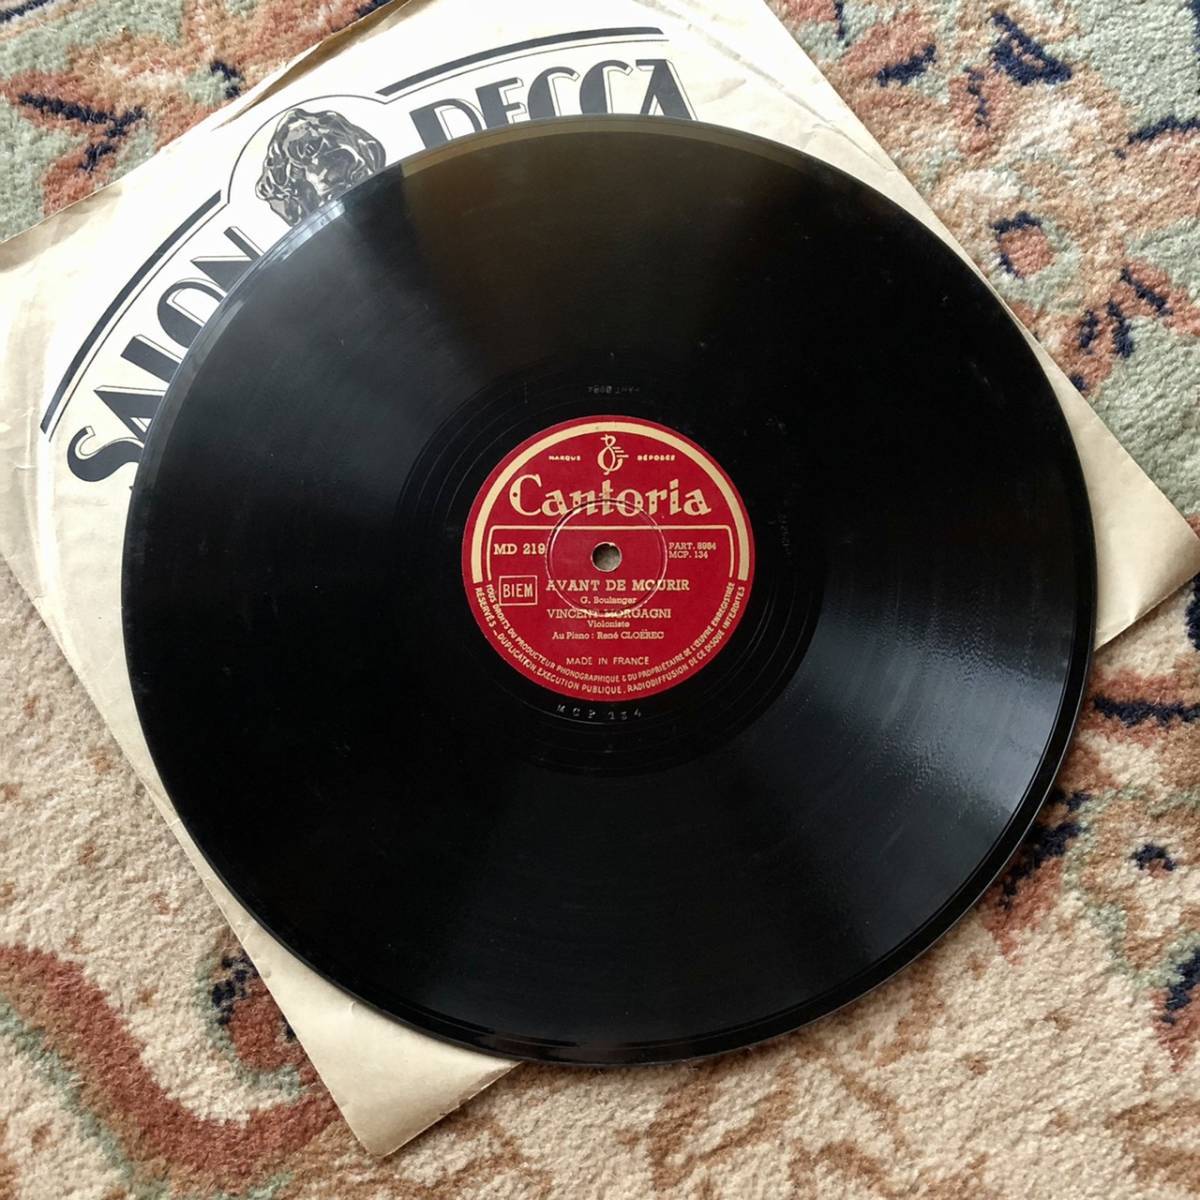 SALON DECCA
MARQUE DÉPOSÉE
Cantoria
MD 219
PART. 8984
MCP. 134
BIEM
AVANT DE MOURIR
G. Boulanger
VINCENT MORGAGNI
Violoniste
Au Piano : René CLOËREC
MADE IN FRANCE
TOUS DROITS DU PRODUCTEUR PHONOGRAPHIQUE & DU PROPRIÉTAIRE DE L'ŒUVRE ENREGISTRÉE
RÉSERVÉS _ DUPLICATION, EXÉCUTION PUBLIQUE, RADIODIFFUSION DE CE DISQUE INTERDITES
MCP 134